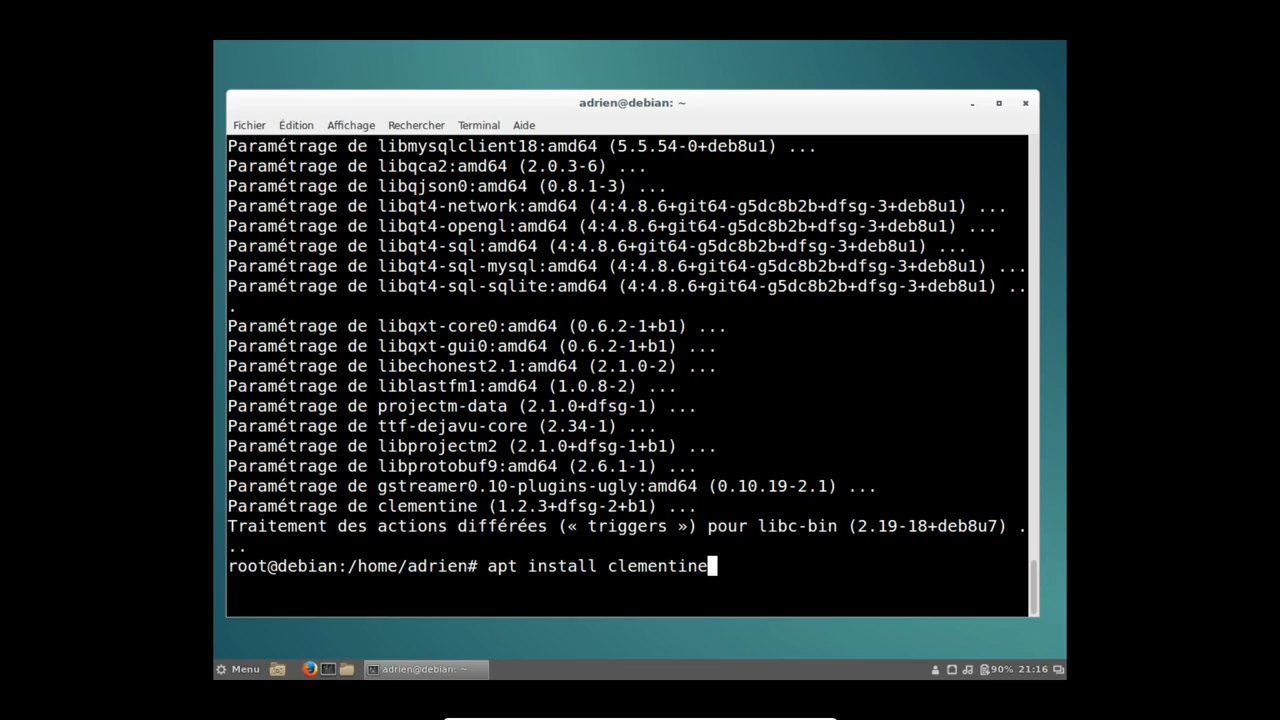 adrien@debian: ~
Fichier Édition Affichage Rechercher Terminal Aide
Paramétrage de libmysqlclient18:amd64 (5.5.54-0+deb8u1) ...
Paramétrage de libqca2:amd64 (2.0.3-6) ...
Paramétrage de libqjson0:amd64 (0.8.1-3) ...
Paramétrage de libqt4-network:amd64 (4:4.8.6+git64-g5dc8b2b+dfsg-3+deb8u1) ...
Paramétrage de libqt4-opengl:amd64 (4:4.8.6+git64-g5dc8b2b+dfsg-3+deb8u1) ...
Paramétrage de libqt4-sql:amd64 (4:4.8.6+git64-g5dc8b2b+dfsg-3+deb8u1) ...
Paramétrage de libqt4-sql-mysql:amd64 (4:4.8.6+git64-g5dc8b2b+dfsg-3+deb8u1) ...
Paramétrage de libqt4-sql-sqlite:amd64 (4:4.8.6+git64-g5dc8b2b+dfsg-3+deb8u1) ..
.
Paramétrage de libqxt-core0:amd64 (0.6.2-1+b1) ...
Paramétrage de libqxt-gui0:amd64 (0.6.2-1+b1) ...
Paramétrage de libechonest2.1:amd64 (2.1.0-2) ...
Paramétrage de liblastfm1:amd64 (1.0.8-2) ...
Paramétrage de projectm-data (2.1.0+dfsg-1) ...
Paramétrage de ttf-dejavu-core (2.34-1) ...
Paramétrage de libprojectm2 (2.1.0+dfsg-1+b1) ...
Paramétrage de libprotobuf9:amd64 (2.6.1-1) ...
Paramétrage de gstreamer0.10-plugins-ugly:amd64 (0.10.19-2.1) ...
Paramétrage de clementine (1.2.3+dfsg-2+b1) ...
Traitement des actions différées (« triggers ») pour libc-bin (2.19-18+deb8u7) .
..
root@debian:/home/adrien# apt install clementine
Menu adrien@debian: ~ 90% 21:16